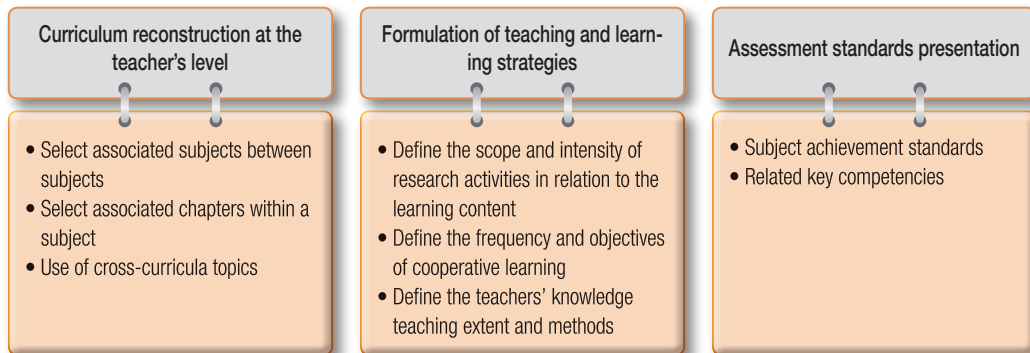 Curriculum reconstruction at the
teacher's level
• Select associated subjects between
subjects
• Select associated chapters within a
subject
• Use of cross-curricula topics
Formulation of teaching and learn-
ing strategies
• Define the scope and intensity of
research activities in relation to the
learning content
• Define the frequency and objectives
of cooperative learning
• Define the teachers' knowledge
teaching extent and methods
Assessment standards presentation
• Subject achievement standards
• Related key competencies